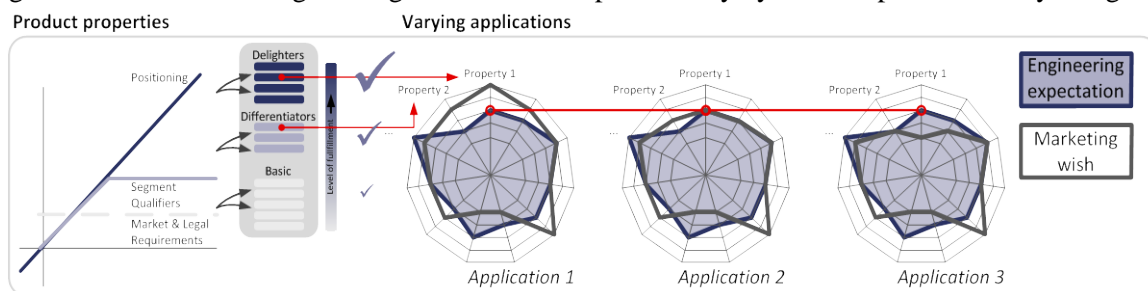 Product properties
Varying applications
Positioning
Segment
Qualifiers
Market & Legal
Requirements
Delighters
Differentiators
Basic
Level of fulfillment
Property 1
Property 2
...
Application 1
Property 1
Property 2
...
Application 2
Property 1
Property 2
...
Application 3
Engineering
expectation
Marketing
wish